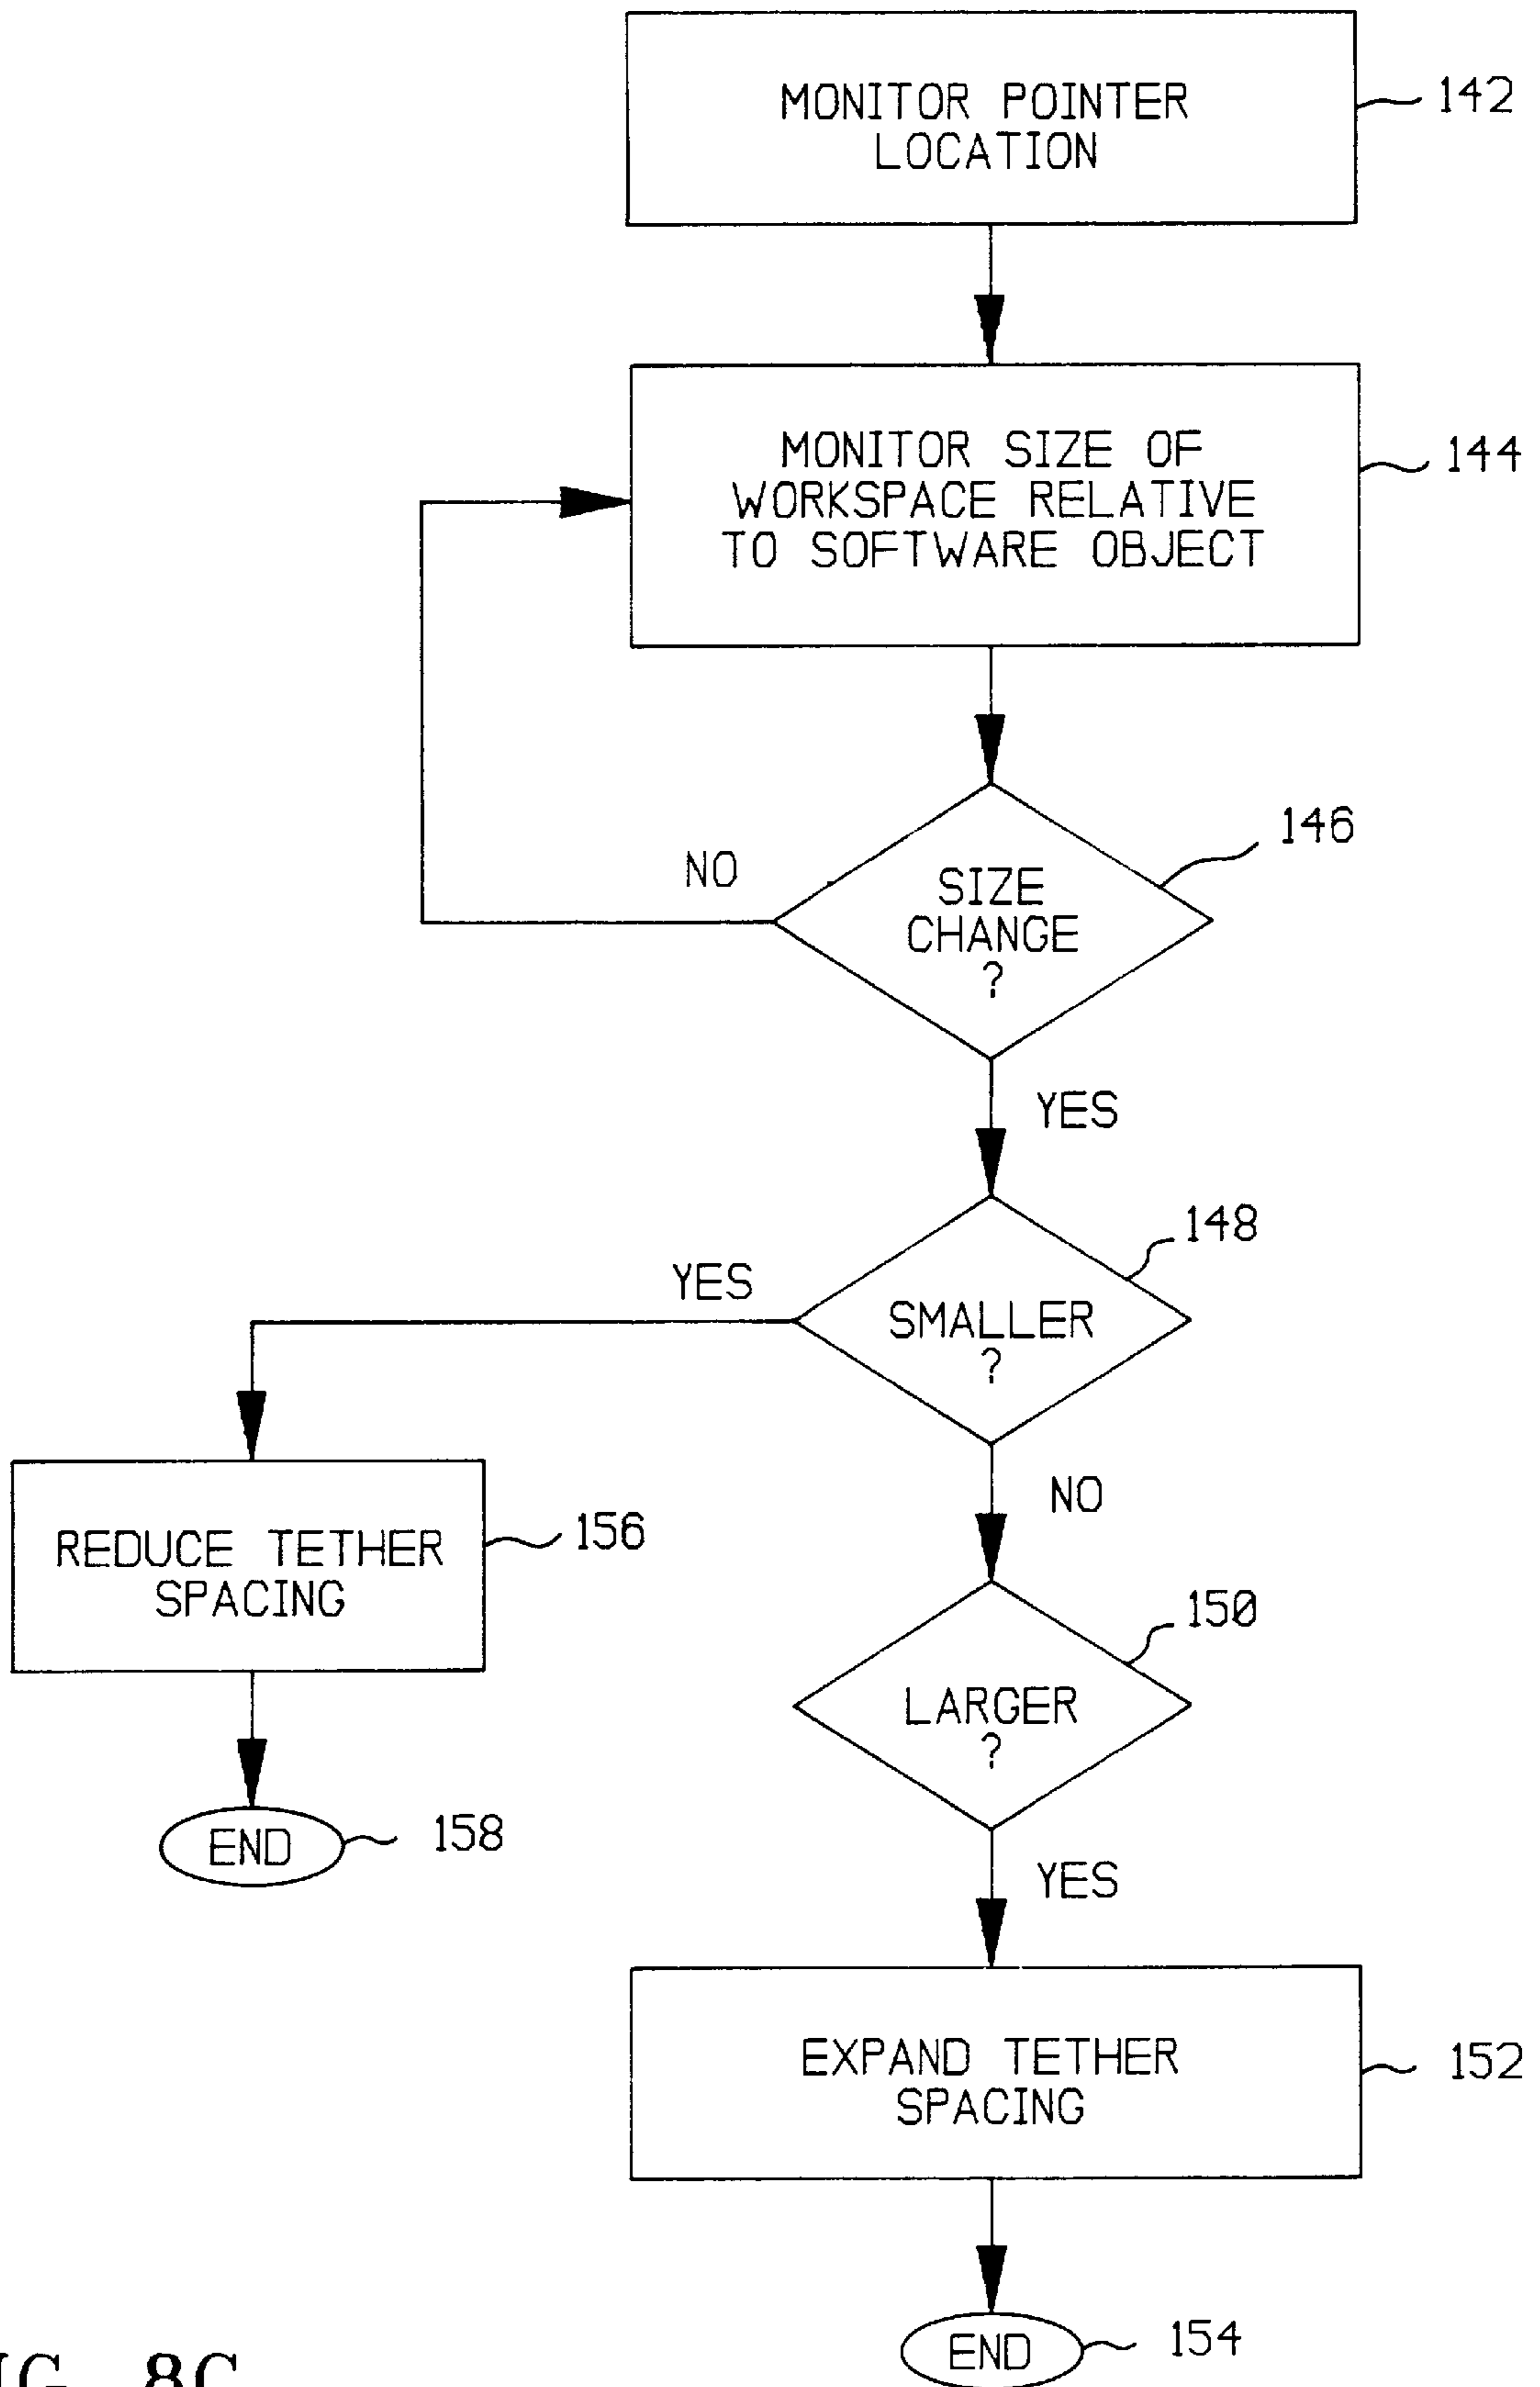 MONITOR POINTER
LOCATION
142
MONITOR SIZE OF
WORKSPACE RELATIVE
TO SOFTWARE OBJECT
144
SIZE
CHANGE
?
146
NO
YES
SMALLER
?
148
YES
NO
REDUCE TETHER
SPACING
156
LARGER
?
150
END
158
YES
EXPAND TETHER
SPACING
152
END
154
8C